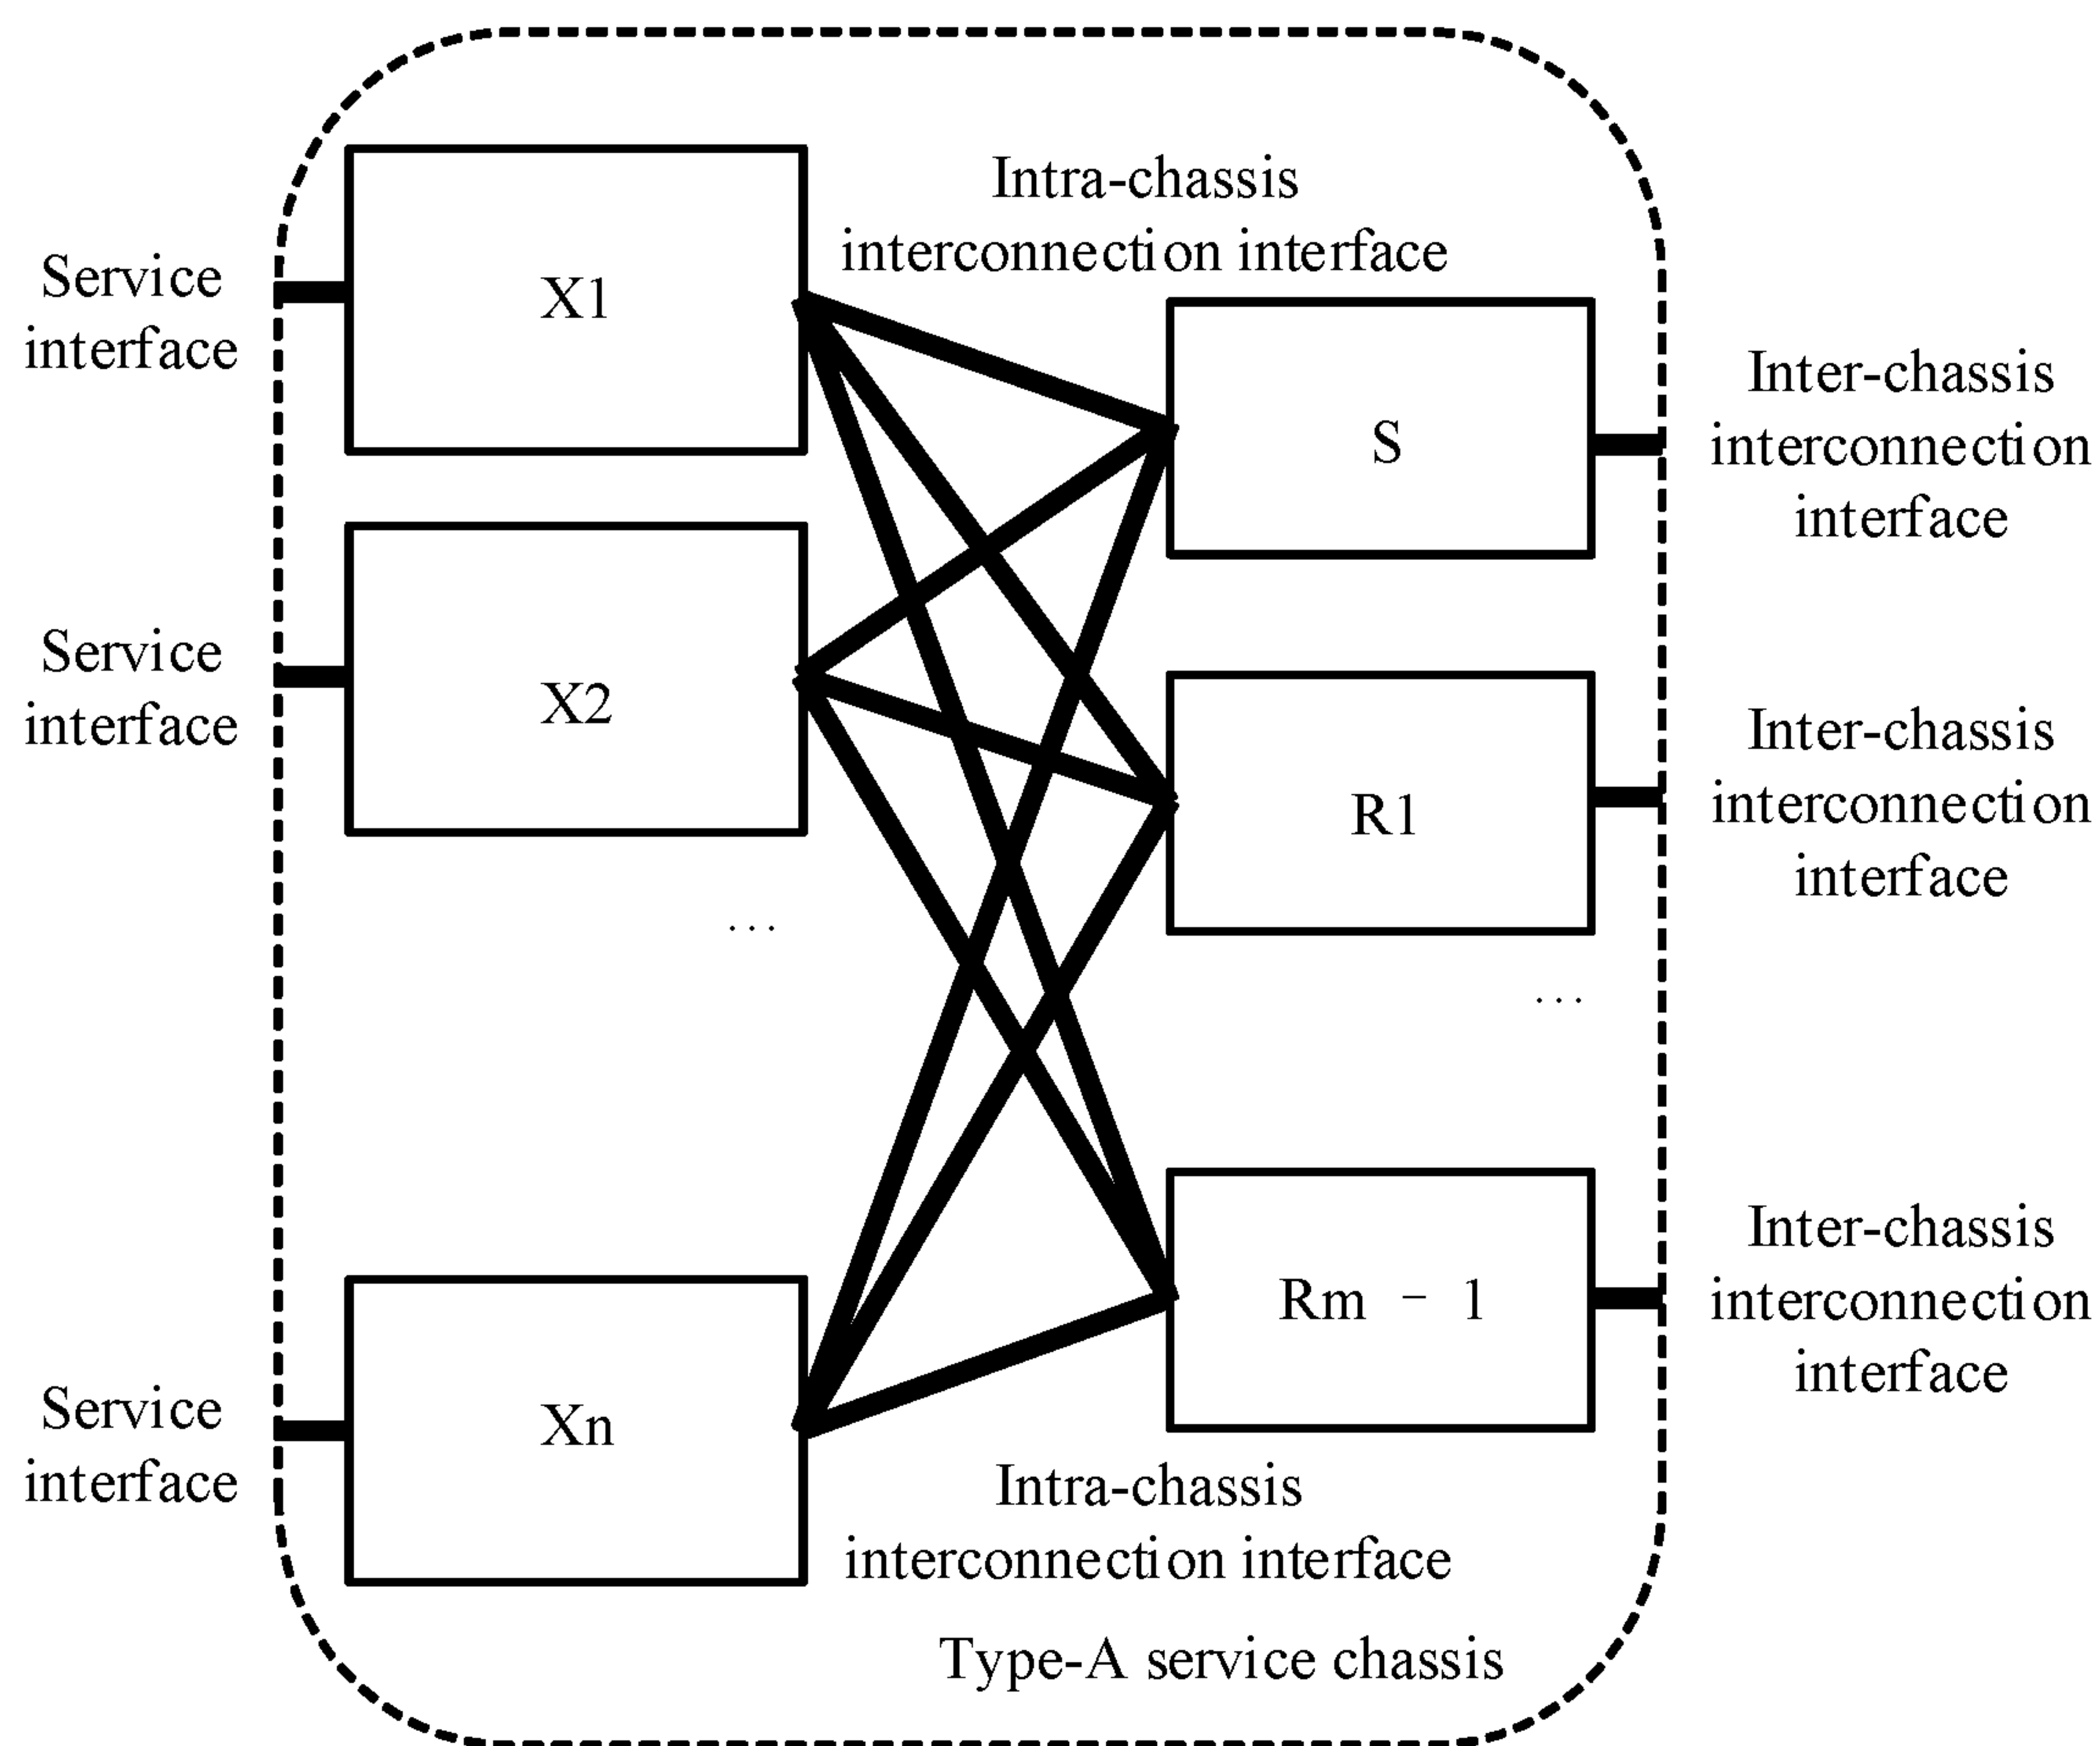 Intra-chassis
interconnection interface
Service
interface
X1
Inter-chassis
interconnection
interface
S
Service
interface
X2
Inter-chassis
interconnection
interface
R1
...
...
Inter-chassis
interconnection
interface
Rm - 1
Service
interface
Xn
Intra-chassis
interconnection interface
Type-A service chassis